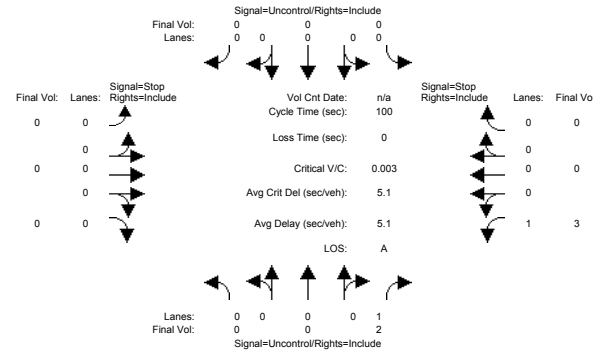 Signal=Uncontrol/Rights=Include
Final Vol: 0 0 0
Lanes: 0 0 0 0 0
Signal=Stop Signal=Stop
Final Vol: Lanes: Rights=Include Vol Cnt Date: n/a Rights=Include Lanes: Final Vo
Cycle Time (sec): 100
0 0 0 0
Loss Time (sec): 0
0 0
0 0 Critical V/C: 0.003 0 0
0 Avg Crit Del (sec/veh): 5.1 0
0 0 Avg Delay (sec/veh): 5.1 1 3
LOS: A
Lanes: 0 0 0 0 1
Final Vol: 0 0 2
Signal=Uncontrol/Rights=Include